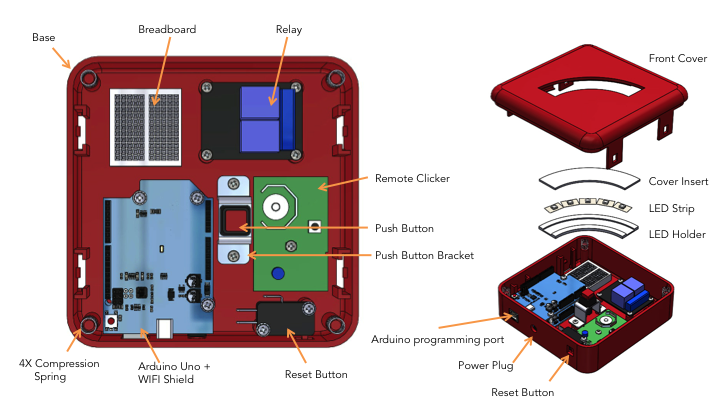 Breadboard
Relay
Base
Front Cover
Remote Clicker
Cover Insert
LED Strip
Push Button
LED Holder
Push Button Bracket
Arduino programming port
4X Compression
Spring
Arduino Uno +
WIFI Shield
Reset Button
Power Plug
Reset Button